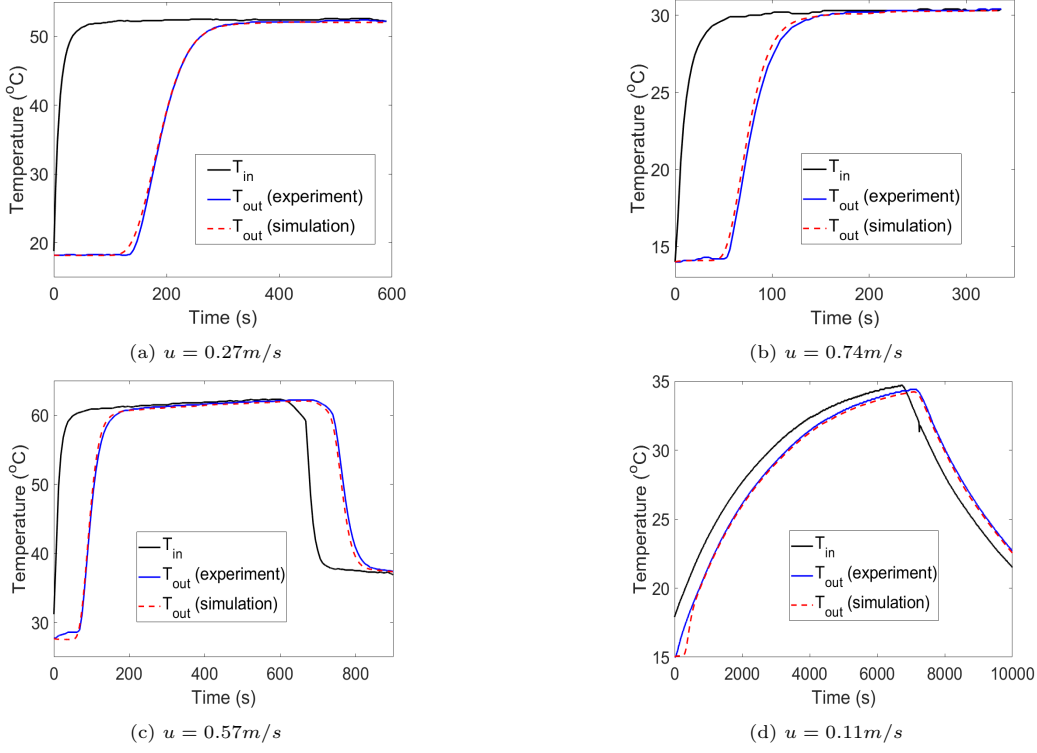 50
40
30
20
Temperature (°C)
T_in
T_out (experiment)
T_out (simulation)
0 200 400 600
Time (s)
(a) u = 0.27m/s
30
25
20
15
Temperature (°C)
T_in
T_out (experiment)
T_out (simulation)
0 100 200 300
Time (s)
(b) u = 0.74m/s
60
50
40
30
Temperature (°C)
T_in
T_out (experiment)
T_out (simulation)
0 200 400 600 800
Time (s)
(c) u = 0.57m/s
35
30
25
20
15
Temperature (°C)
T_in
T_out (experiment)
T_out (simulation)
0 2000 4000 6000 8000 10000
Time (s)
(d) u = 0.11m/s